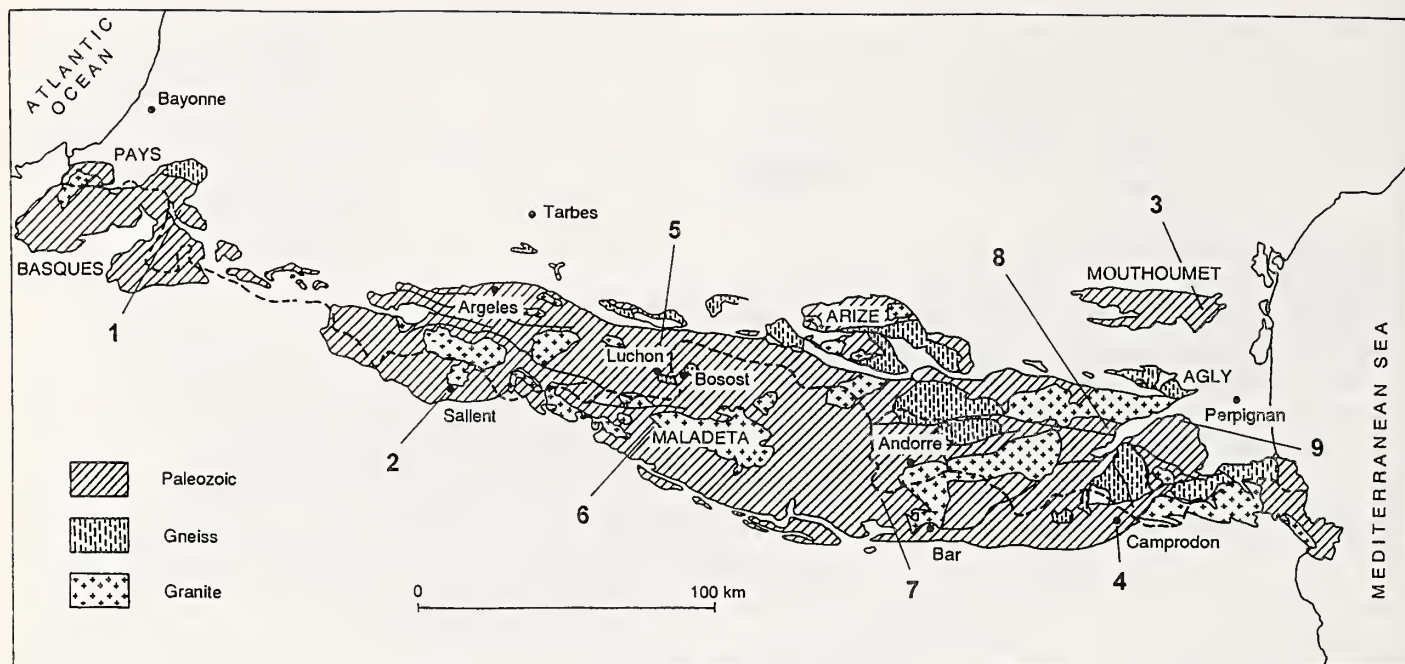 ATLANTIC
OCEAN
Bayonne
PAYS
BASQUES
1
Tarbes
5
3
MOUTHOUMET
8
Argeles
ARIZE
Luchon
1
Bosost
AGLY
Perpignan
Sallent
2
MALADETA
Andorre
9
6
Paleozoic
Gneiss
Granite
0
100 km
Bar
7
Camprodon
4
MEDITERRANEAN SEA